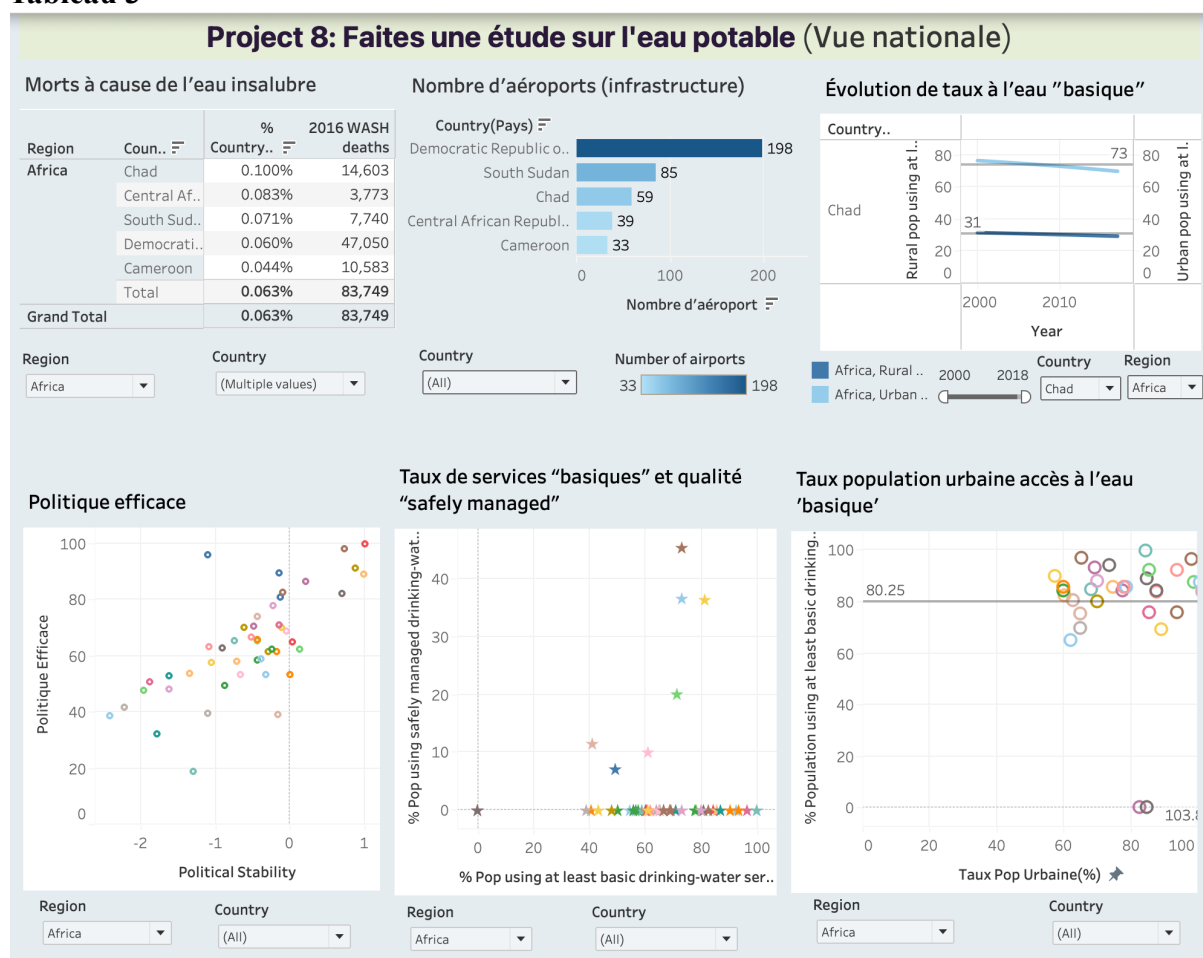 Project 8: Faites une étude sur l'eau potable (Vue nationale)
Morts à cause de l'eau insalubre
Region Coun.. % Country.. 2016 WASH deaths
Africa Chad 0.100% 14,603
Central Af.. 0.083% 3,773
South Sud.. 0.071% 7,740
Democrati.. 0.060% 47,050
Cameroon 0.044% 10,583
Total 0.063% 83,749
Grand Total 0.063% 83,749
Region
Africa
Country
(Multiple values)
Nombre d'aéroports (infrastructure)
Country(Pays)
Democratic Republic o.. 198
South Sudan 85
Chad 59
Central African Republ.. 39
Cameroon 33
0 100 200
Nombre d'aéroport
Country
(All)
Number of airports
33 198
Évolution de taux à l'eau "basique"
Country..
Chad
Rural pop using at l..
80
60
40
20
0
73
31
80
60
40
20
0
Urban pop using at l.
2000 2010
Year
Africa, Rural ..
Africa, Urban ..
2000 2018
Country
Chad
Region
Africa
Politique efficace
Politique Efficace
100
80
60
40
20
0
-2 -1 0 1
Political Stability
Region
Africa
Country
(All)
Taux de services "basiques" et qualité
"safely managed"
% Pop using safely managed drinking-wat..
40
30
20
10
0
0 20 40 60 80 100
% Pop using at least basic drinking-water ser..
Region
Africa
Country
(All)
Taux population urbaine accès à l'eau
'basique'
% Population using at least basic drinking..
100
80
60
40
20
0
80.25
103.8
0 20 40 60 80 100
Taux Pop Urbaine(%)
Region
Africa
Country
(All)